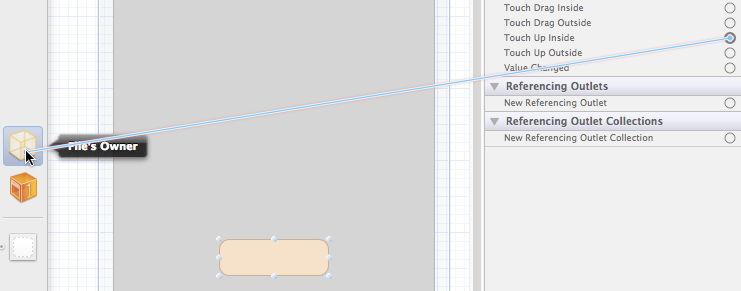 Touch Drag Inside
Touch Drag Outside
Touch Up Inside
Touch Up Outside
Value Changed
Referencing Outlets
New Referencing Outlet
Referencing Outlet Collections
New Referencing Outlet Collection
File's Owner